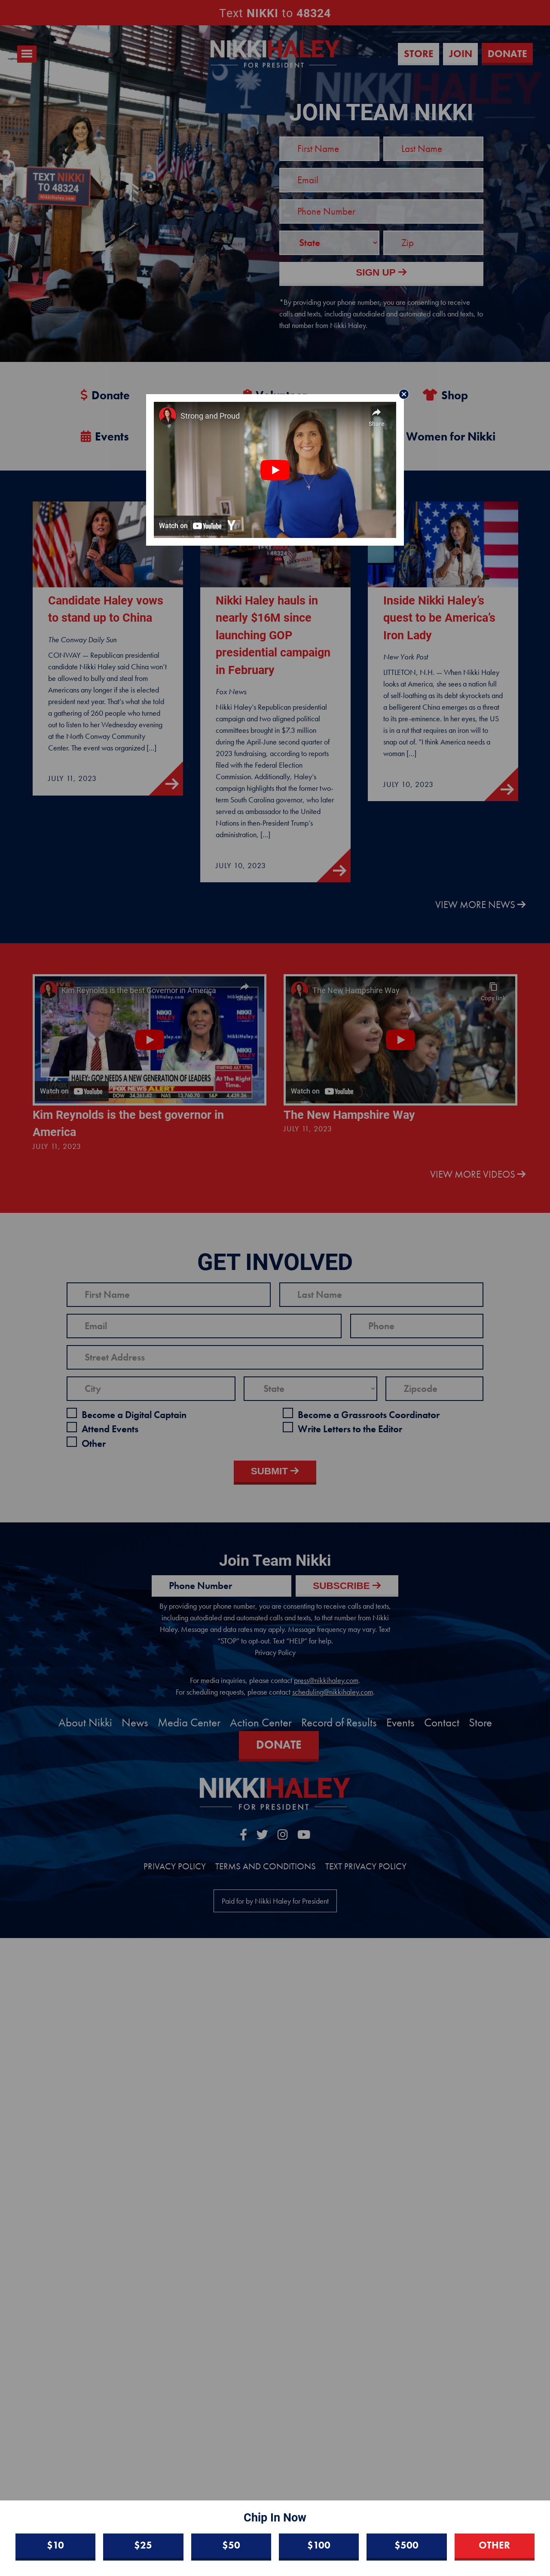 Text NIKKI to 48324
NIKKIHALEY
FOR PRESIDENT
STORE
JOIN
DONATE
TEXT NIKKI
TO 48324
JOIN TEAM NIKKI
First Name
Last Name
Email
Phone Number
State
Zip
SIGN UP
*By providing your phone number, you are consenting to receive
calls and texts, including autodialed and automated calls and texts, to
that number from Nikki Haley.
Donate
Shop
Events
Women for Nikki
Strong and Proud
Share
Watch on YouTube
Candidate Haley vows
to stand up to China
The Conway Daily Sun
CONWAY — Republican presidential
candidate Nikki Haley said China won't
be allowed to bully and steal from
Americans any longer if she is elected
president next year. That's what she told
a gathering of 260 people who turned
out to listen to her Wednesday evening
at the North Conway Community
Center. The event was organized [...]
JULY 11, 2023
Nikki Haley hauls in
nearly $16M since
launching GOP
presidential campaign
in February
Fox News
Nikki Haley's Republican presidential
campaign and two aligned political
committees brought in $7.3 million
during the April-June second quarter of
2023 fundraising, according to reports
filed with the Federal Election
Commission. Additionally, Haley's
campaign highlights that the former two-
term South Carolina governor, who later
served as ambassador to the United
Nations in then-President Trump's
administration, [...]
JULY 10, 2023
Inside Nikki Haley's
quest to be America's
Iron Lady
New York Post
LITTLETON, N.H. — When Nikki Haley
looks at America, she sees a nation full
of self-loathing as its debt skyrockets and
a belligerent China emerges as a threat
to its pre-eminence. In her eyes, the US
is in a rut that requires an iron will to
snap out of. "I think America needs a
woman [...]
JULY 10, 2023
VIEW MORE NEWS
Kim Reynolds is the best Governor in America
HALEY: GOP NEEDS A NEW GENERATION OF LEADERS
FOX NEWS ALERT
At The Right
Time.
Watch on YouTube
The New Hampshire Way
Copy link
Watch on YouTube
Kim Reynolds is the best governor in
America
JULY 11, 2023
The New Hampshire Way
JULY 11, 2023
VIEW MORE VIDEOS
GET INVOLVED
First Name
Last Name
Email
Phone
Street Address
City
State
Zipcode
Become a Digital Captain
Become a Grassroots Coordinator
Attend Events
Write Letters to the Editor
Other
SUBMIT
Join Team Nikki
Phone Number
SUBSCRIBE
By providing your phone number, you are consenting to receive calls and texts,
including autodialed and automated calls and texts, to that number from Nikki
Haley. Message and data rates may apply. Message frequency may vary. Text
"STOP" to opt-out. Text "HELP" for help.
Privacy Policy
For media inquiries, please contact press@nikkihaley.com.
For scheduling requests, please contact scheduling@nikkihaley.com.
About Nikki News Media Center Action Center Record of Results Events Contact Store
DONATE
NIKKIHALEY
FOR PRESIDENT
PRIVACY POLICY TERMS AND CONDITIONS TEXT PRIVACY POLICY
Paid for by Nikki Haley for President
Chip In Now
$10
$25
$50
$100
$500
OTHER